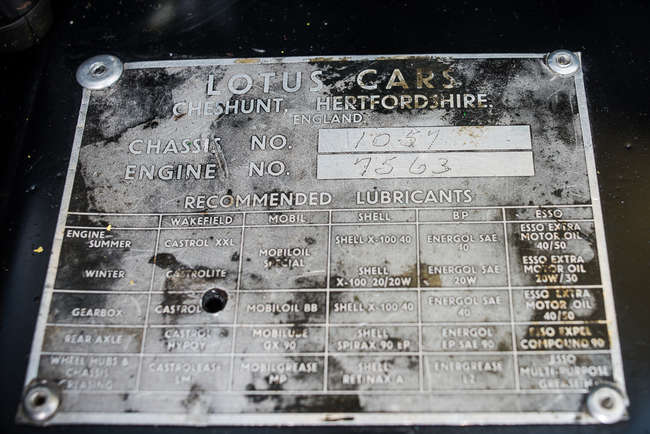 LOTUS CARS
CHESHUNT, HERTFORDSHIRE,
ENGLAND.
CHASSIS NO. 1057
ENGINE NO. 7563
RECOMMENDED LUBRICANTS
WAKEFIELD MOBIL SHELL BP ESSO
ENGINE SUMMER CASTROL XXL MOBILOIL SPECIAL SHELL X-100 40 ENERGOL SAE 40 ESSO EXTRA MOTOR OIL 40/50
WINTER CASTROLITE SHELL X-100 20/20W ENERGOL SAE 20W ESSO EXTRA MOTOR OIL 20W/30
GEARBOX MOBILOIL BB SHELL X-100 40 ENERGOL SAE 40 ESSO EXTRA MOTOR OIL 40/50
REAR AXLE CASTROL HYPOY MOBILUBE GX 90 SHELL SPIRAX 90 EP ENERGOL EP SAE 90 ESSO EXPEE COMPOUND 90
WHEEL HUBS & CHASSIS GREASING CASTROLEASE LM MOBILGREASE MP SHELL RETINAX A ENERGREASE L2 ESSO MULTI-PURPOSE